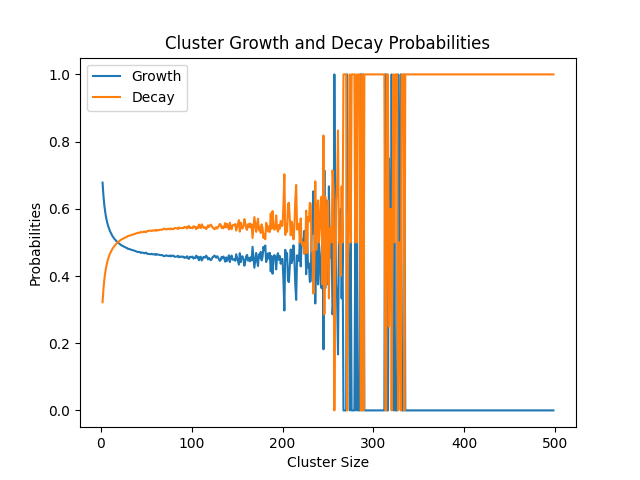 Cluster Growth and Decay Probabilities
Growth
Decay
1.0
0.8
0.6
0.4
0.2
0.0
Probabilities
0 100 200 300 400 500
Cluster Size